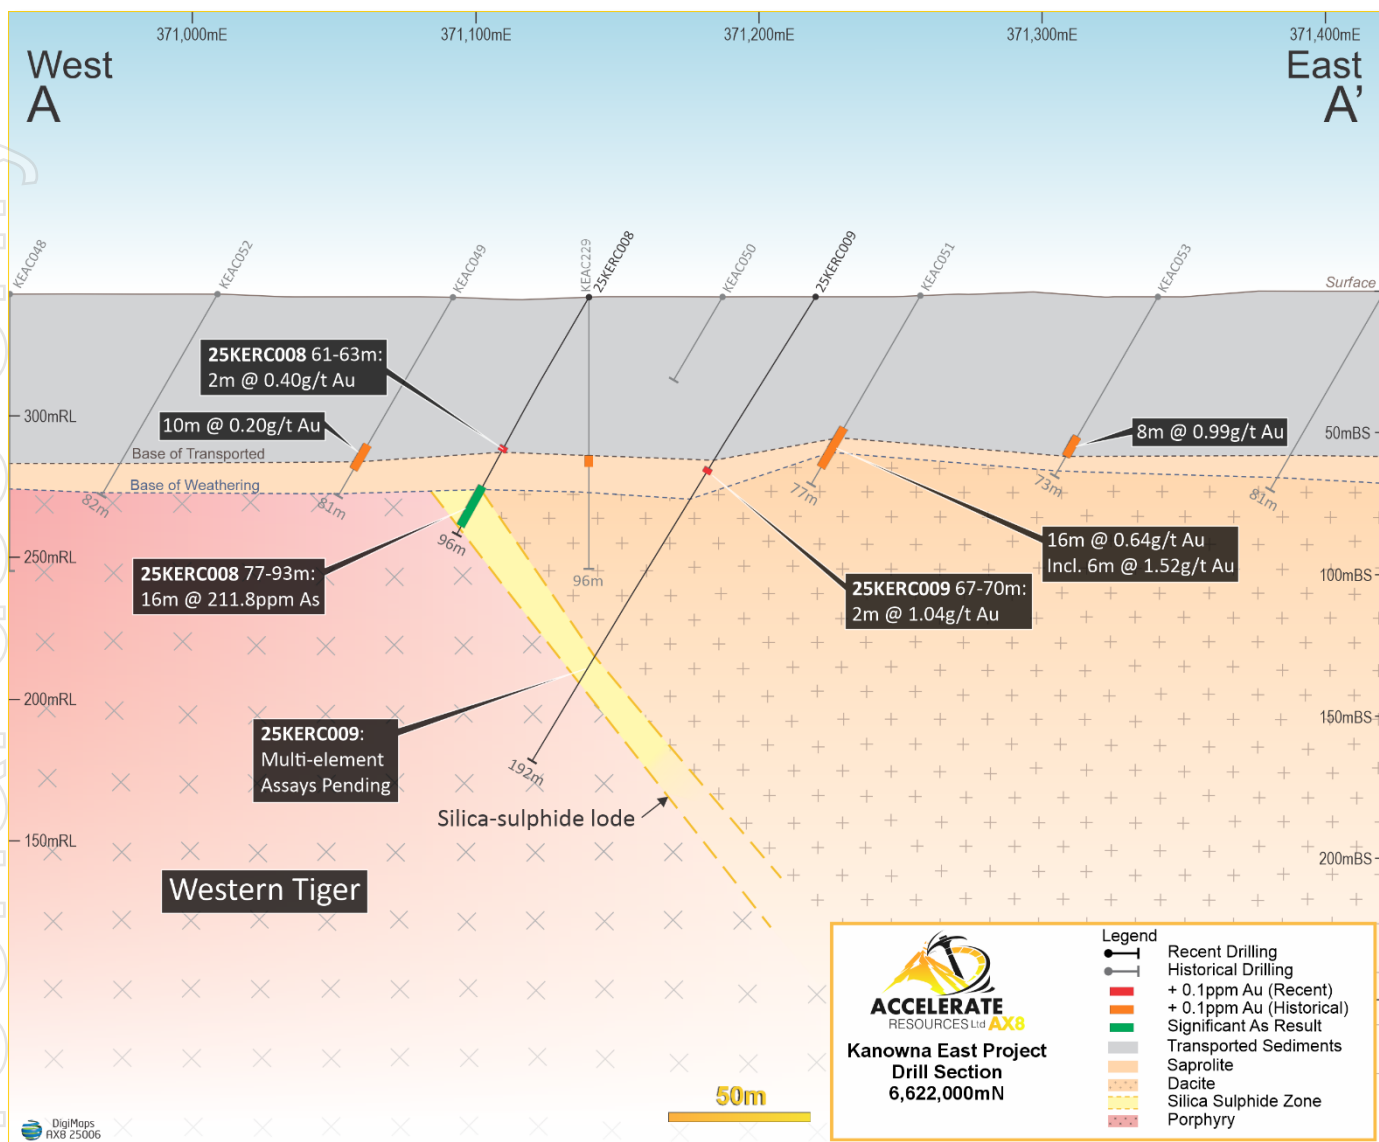 371,000mE
371,100mE
371,200mE
371,300mE
371,400mE
West
A
East
A’
KEAC048
KEAC052
KEAC049
KEAC229
25KERC008
KEAC050
25KERC009
KEAC051
KEAC053
Surface
25KERC008 61-63m:
2m @ 0.40g/t Au
300mRL
10m @ 0.20g/t Au
8m @ 0.99g/t Au
50mBS
Base of Transported
Base of Weathering
82m
81m
77m
73m
81m
96m
96m
16m @ 0.64g/t Au
Incl. 6m @ 1.52g/t Au
250mRL
100mBS
25KERC008 77-93m:
16m @ 211.8ppm As
25KERC009 67-70m:
2m @ 1.04g/t Au
200mRL
150mBS
25KERC009:
Multi-element
Assays Pending
192m
Silica-sulphide lode
150mRL
200mBS
Western Tiger
ACCELERATE
RESOURCES Ltd AX8
Kanowna East Project
Drill Section
6,622,000mN
Legend
Recent Drilling
Historical Drilling
+ 0.1ppm Au (Recent)
+ 0.1ppm Au (Historical)
Significant As Result
Transported Sediments
Saprolite
Dacite
Silica Sulphide Zone
Porphyry
50m
DigiMaps
AX8 25006